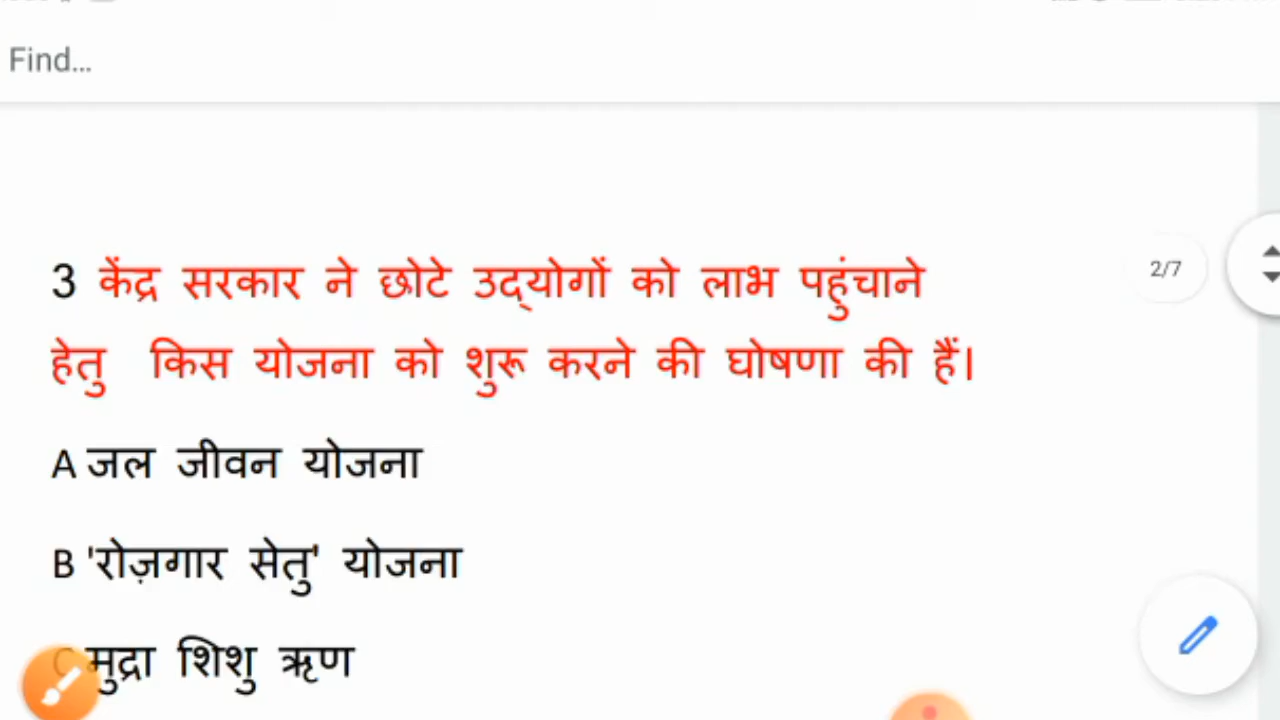 Find...
3 केंद्र सरकार ने छोटे उद्योगों को लाभ पहुंचाने
2/7
हेतु किस योजना को शुरू करने की घोषणा की हैं।
A जल जीवन योजना
B 'रोज़गार सेतु' योजना
C मुद्रा शिशु ऋण